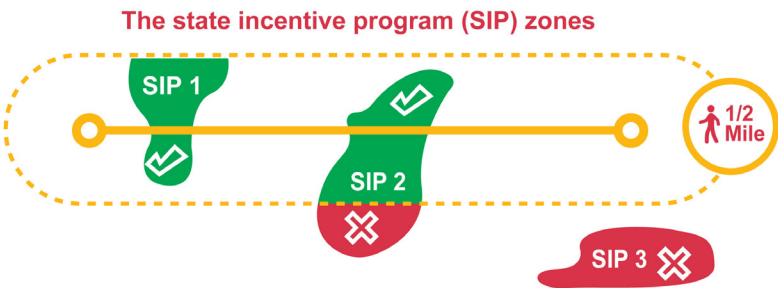 The state incentive program (SIP) zones
SIP 1
1/2
Mile
SIP 2
SIP 3